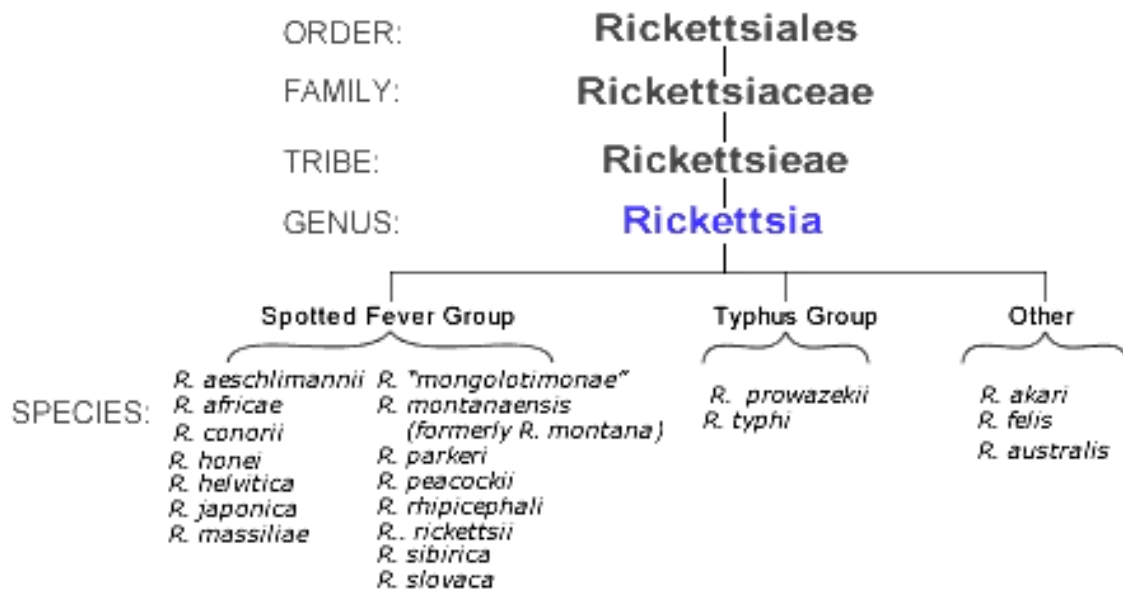 ORDER: Rickettsiales
FAMILY: Rickettsiaceae
TRIBE: Rickettsieae
GENUS: Rickettsia
Spotted Fever Group
Typhus Group
Other
SPECIES:
R. aeschlimannii
R. africae
R. conorii
R. honei
R. helvitica
R. japonica
R. massiliae
R. "mongolotimonae"
R. montanaensis
(formerly R. montana)
R. parkeri
R. peacockii
R. rhipicephali
R.. rickettsii
R. sibirica
R. slovaca
R. prowazekii
R. typhi
R. akari
R. felis
R. australis